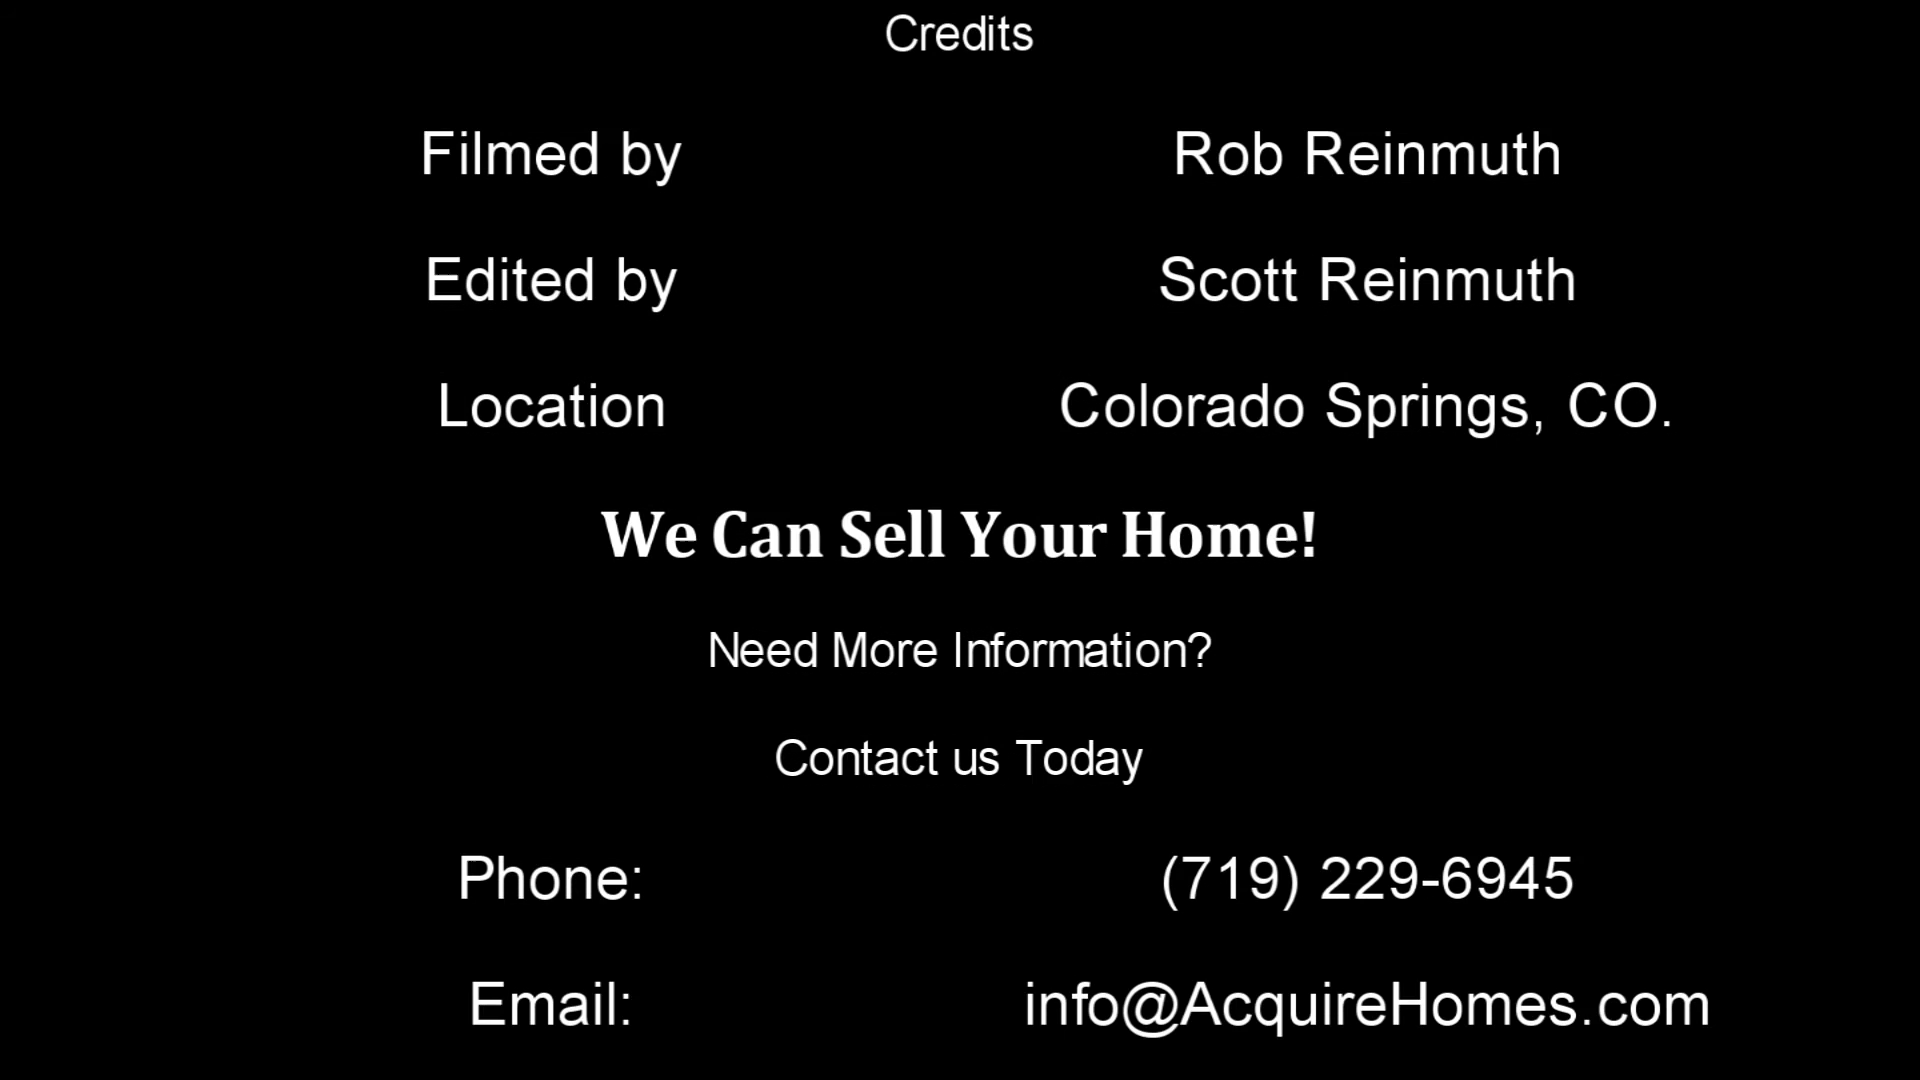 Credits
Filmed by Rob Reinmuth
Edited by Scott Reinmuth
Location Colorado Springs, CO.
We Can Sell Your Home!
Need More Information?
Contact us Today
Phone: (719) 229-6945
Email: info@AcquireHomes.com